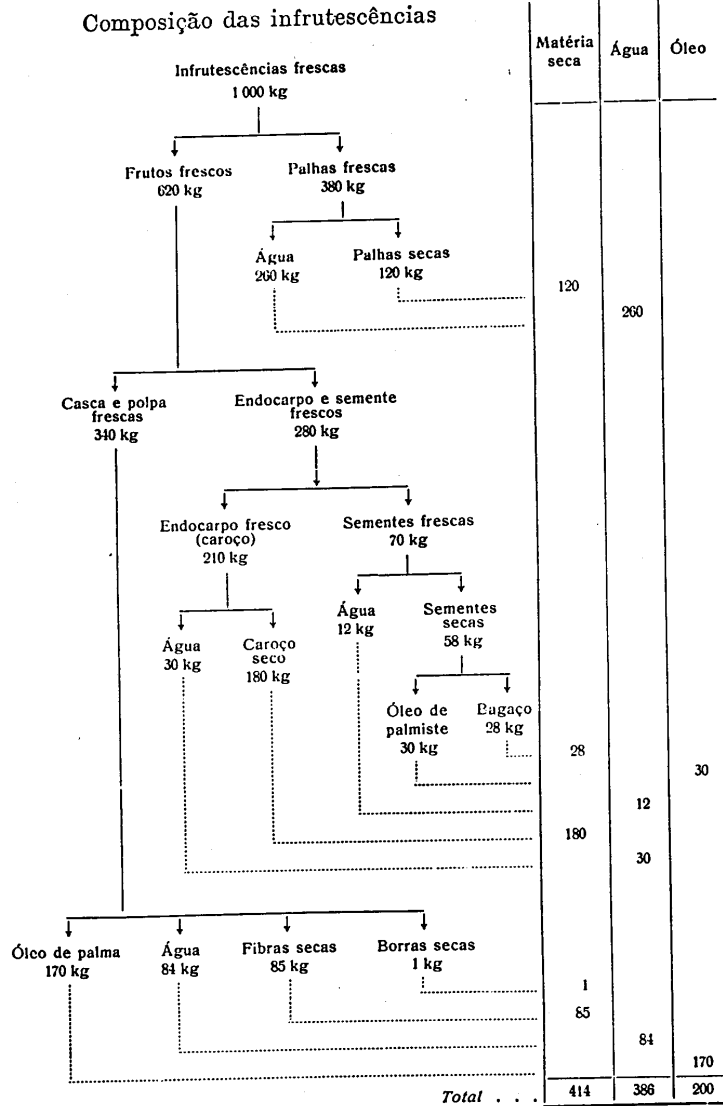 Composição das infrutescências
Matéria seca
Água
Óleo
Infrutescências frescas
1 000 kg
Frutos frescos
620 kg
Palhas frescas
380 kg
Água
260 kg
Palhas secas
120 kg
120
260
Casca e polpa
frescas
340 kg
Endocarpo e semente
frescos
280 kg
Endocarpo fresco
(caroço)
210 kg
Sementes frescas
70 kg
Água
30 kg
Caroço
seco
180 kg
Água
12 kg
Sementes
secas
58 kg
Óleo de
palmiste
30 kg
Bagaço
28 kg
28
30
12
180
30
Óleo de palma
170 kg
Água
84 kg
Fibras secas
85 kg
Borras secas
1 kg
1
85
84
170
Total . . . 414 386 200